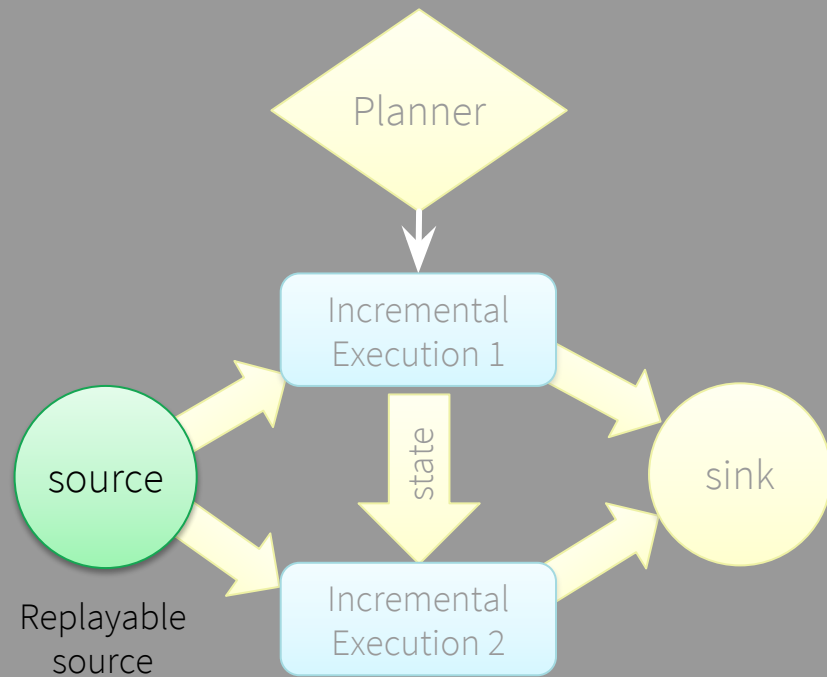 Planner
Incremental
Execution 1
source
state
sink
Incremental
Execution 2
Replayable
source